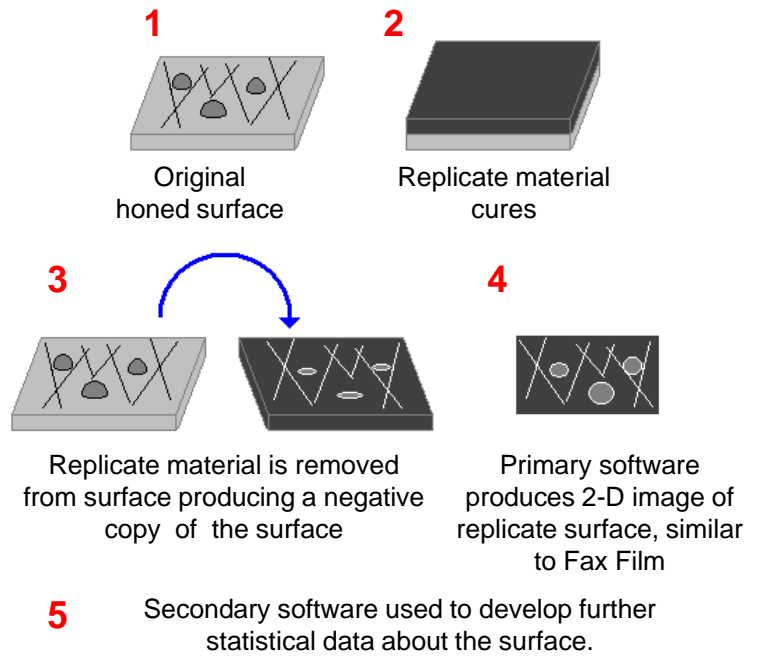 1
2
Original
honed surface
Replicate material
cures
3
4
Replicate material is removed
from surface producing a negative
copy of the surface
Primary software
produces 2-D image of
replicate surface, similar
to Fax Film
5
Secondary software used to develop further
statistical data about the surface.